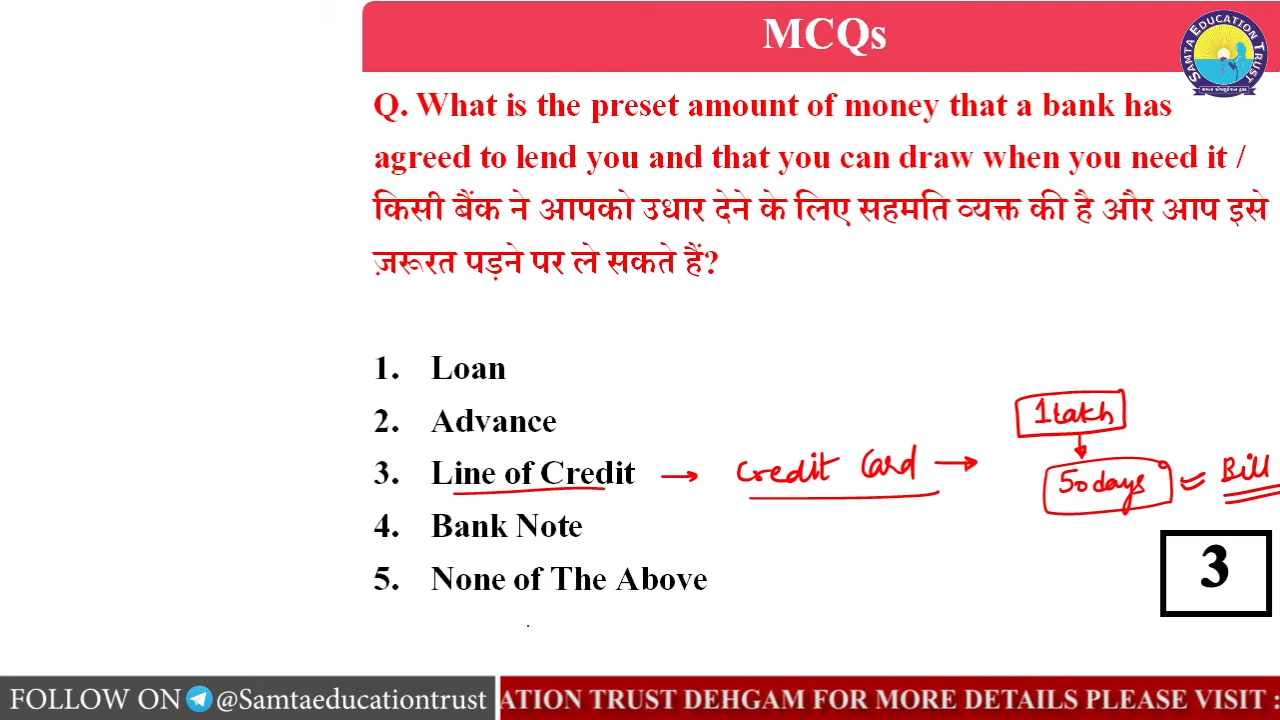 MCQs
SAMTA EDUCATION TRUST
Q. What is the preset amount of money that a bank has
agreed to lend you and that you can draw when you need it /
किसी बैंक ने आपको उधार देने के लिए सहमति व्यक्त की है और आप इसे
ज़रूरत पड़ने पर ले सकते हैं?
1. Loan
2. Advance
3. Line of Credit → Credit Card →
1 Lakh
50 days = Bill
4. Bank Note
5. None of The Above
3
FOLLOW ON @Samtaeducationtrust
ATION TRUST DEHGAM FOR MORE DETAILS PLEASE VISIT :